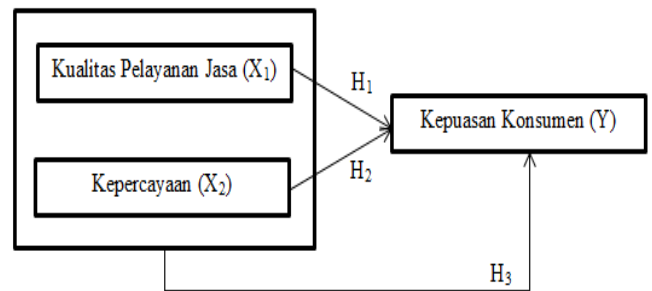 Kualitas Pelayanan Jasa (X₁)
H₁
Kepuasan Konsumen (Y)
Kepercayaan (X₂)
H₂
H₃